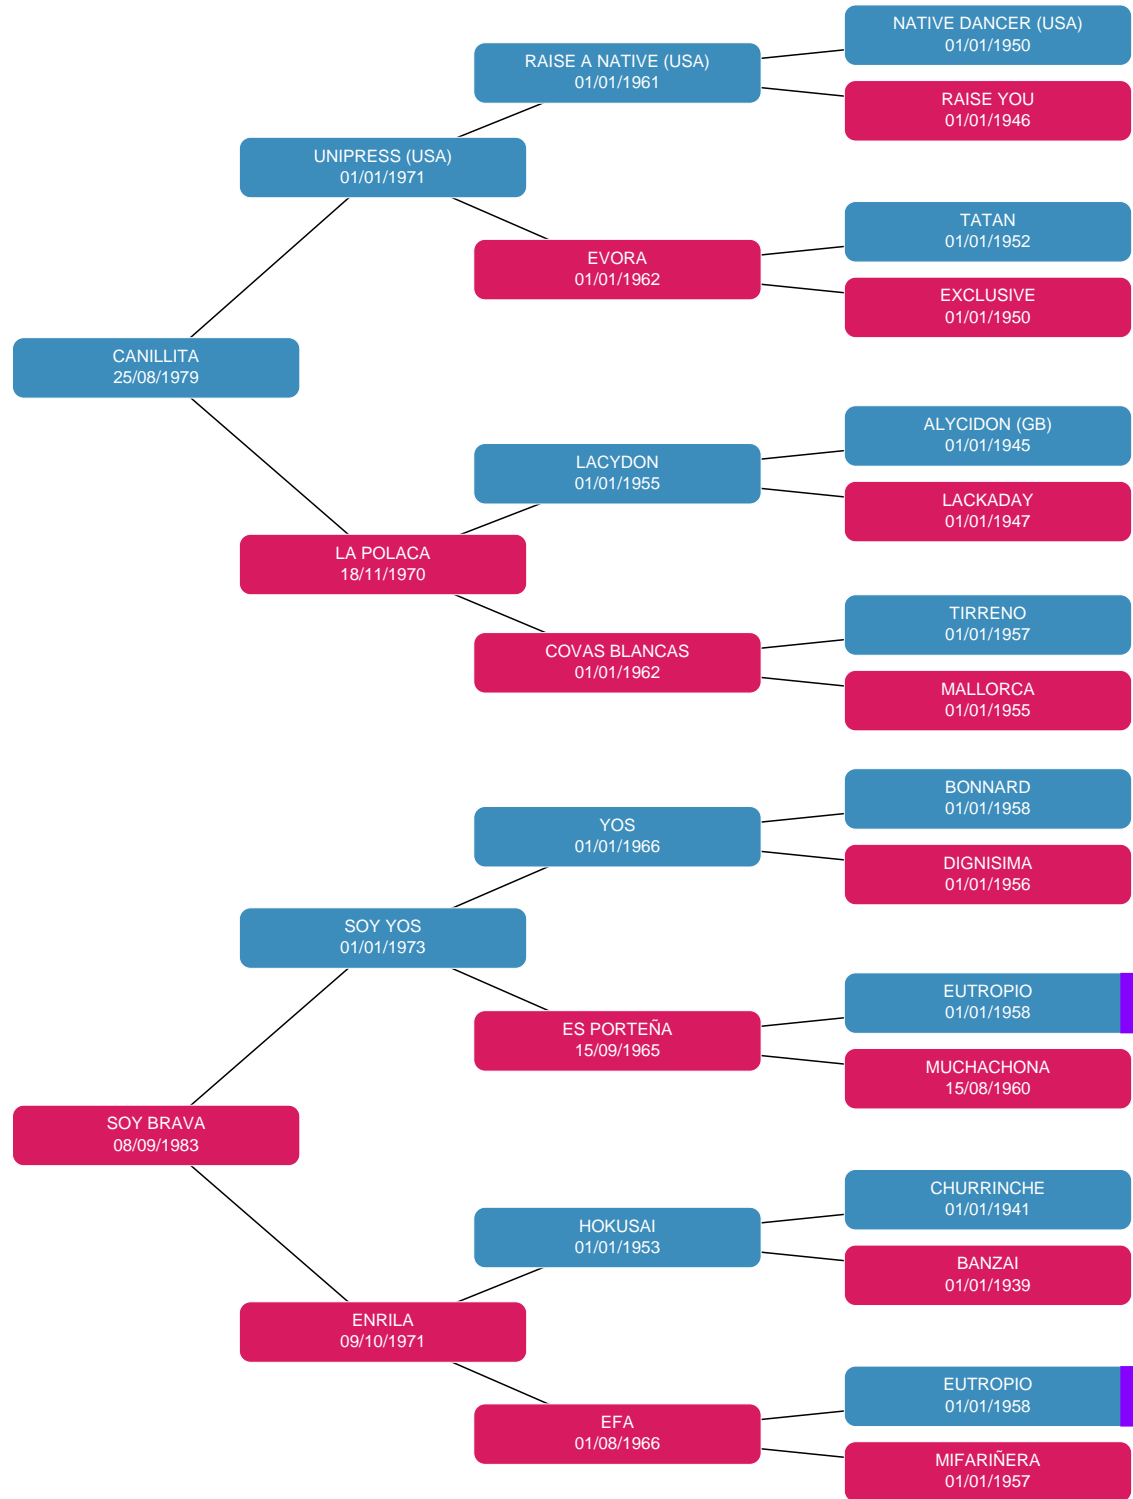 NATIVE DANCER (USA)
01/01/1950
RAISE A NATIVE (USA)
01/01/1961
RAISE YOU
01/01/1946
UNIPRESS (USA)
01/01/1971
TATAN
01/01/1952
EVORA
01/01/1962
EXCLUSIVE
01/01/1950
CANILLITA
25/08/1979
ALYCIDON (GB)
01/01/1945
LACYDON
01/01/1955
LACKADAY
01/01/1947
LA POLACA
18/11/1970
TIRRENO
01/01/1957
COVAS BLANCAS
01/01/1962
MALLORCA
01/01/1955
BONNARD
01/01/1958
YOS
01/01/1966
DIGNISIMA
01/01/1956
SOY YOS
01/01/1973
EUTROPIO
01/01/1958
ES PORTEÑA
15/09/1965
MUCHACHONA
15/08/1960
SOY BRAVA
08/09/1983
CHURRINCHE
01/01/1941
HOKUSAI
01/01/1953
BANZAI
01/01/1939
ENRILA
09/10/1971
EUTROPIO
01/01/1958
EFA
01/08/1966
MIFARIÑERA
01/01/1957